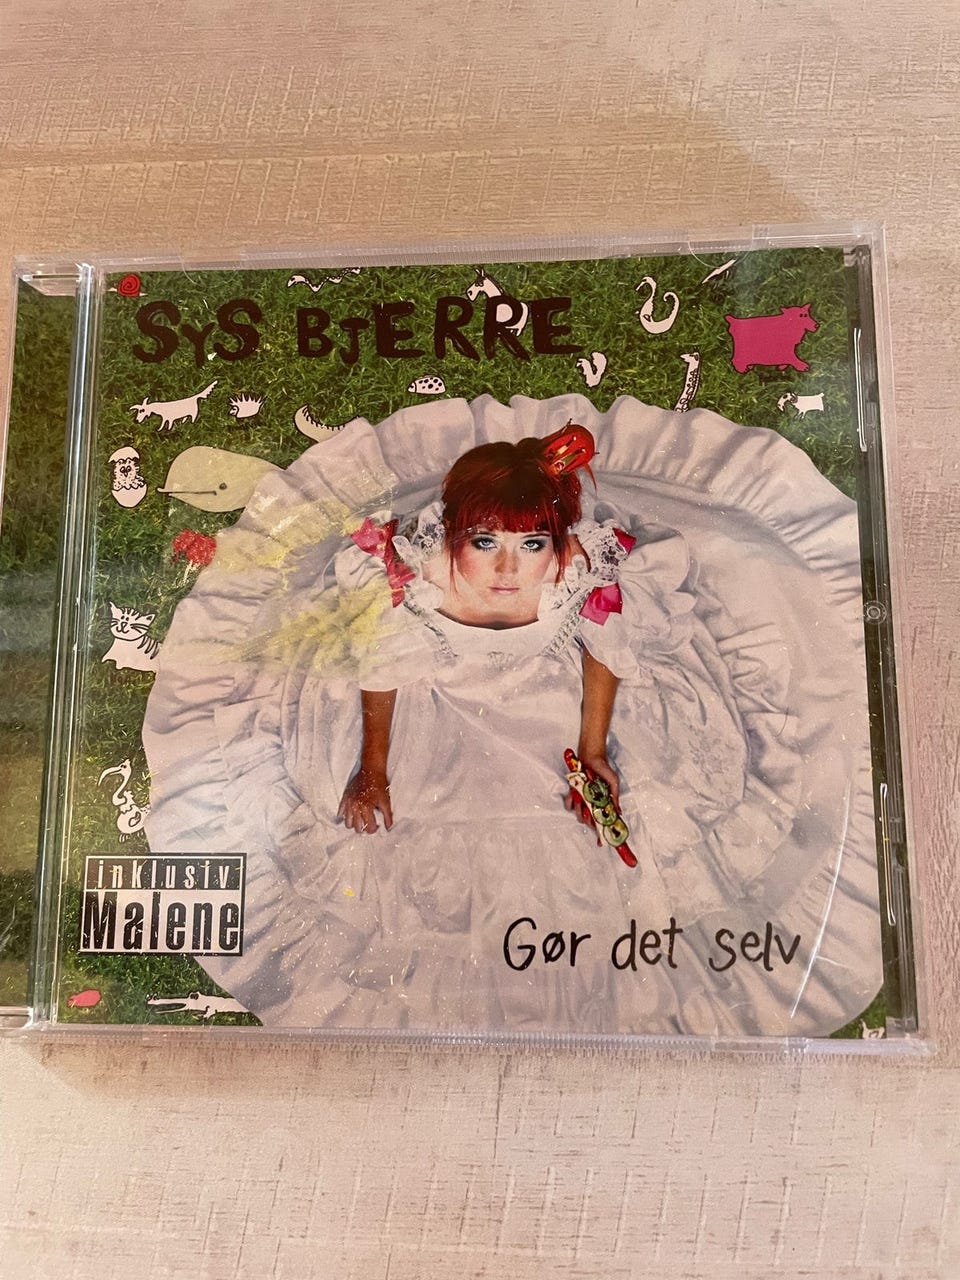 SYS BJERRE
inklusiv
Malene
Gør det selv